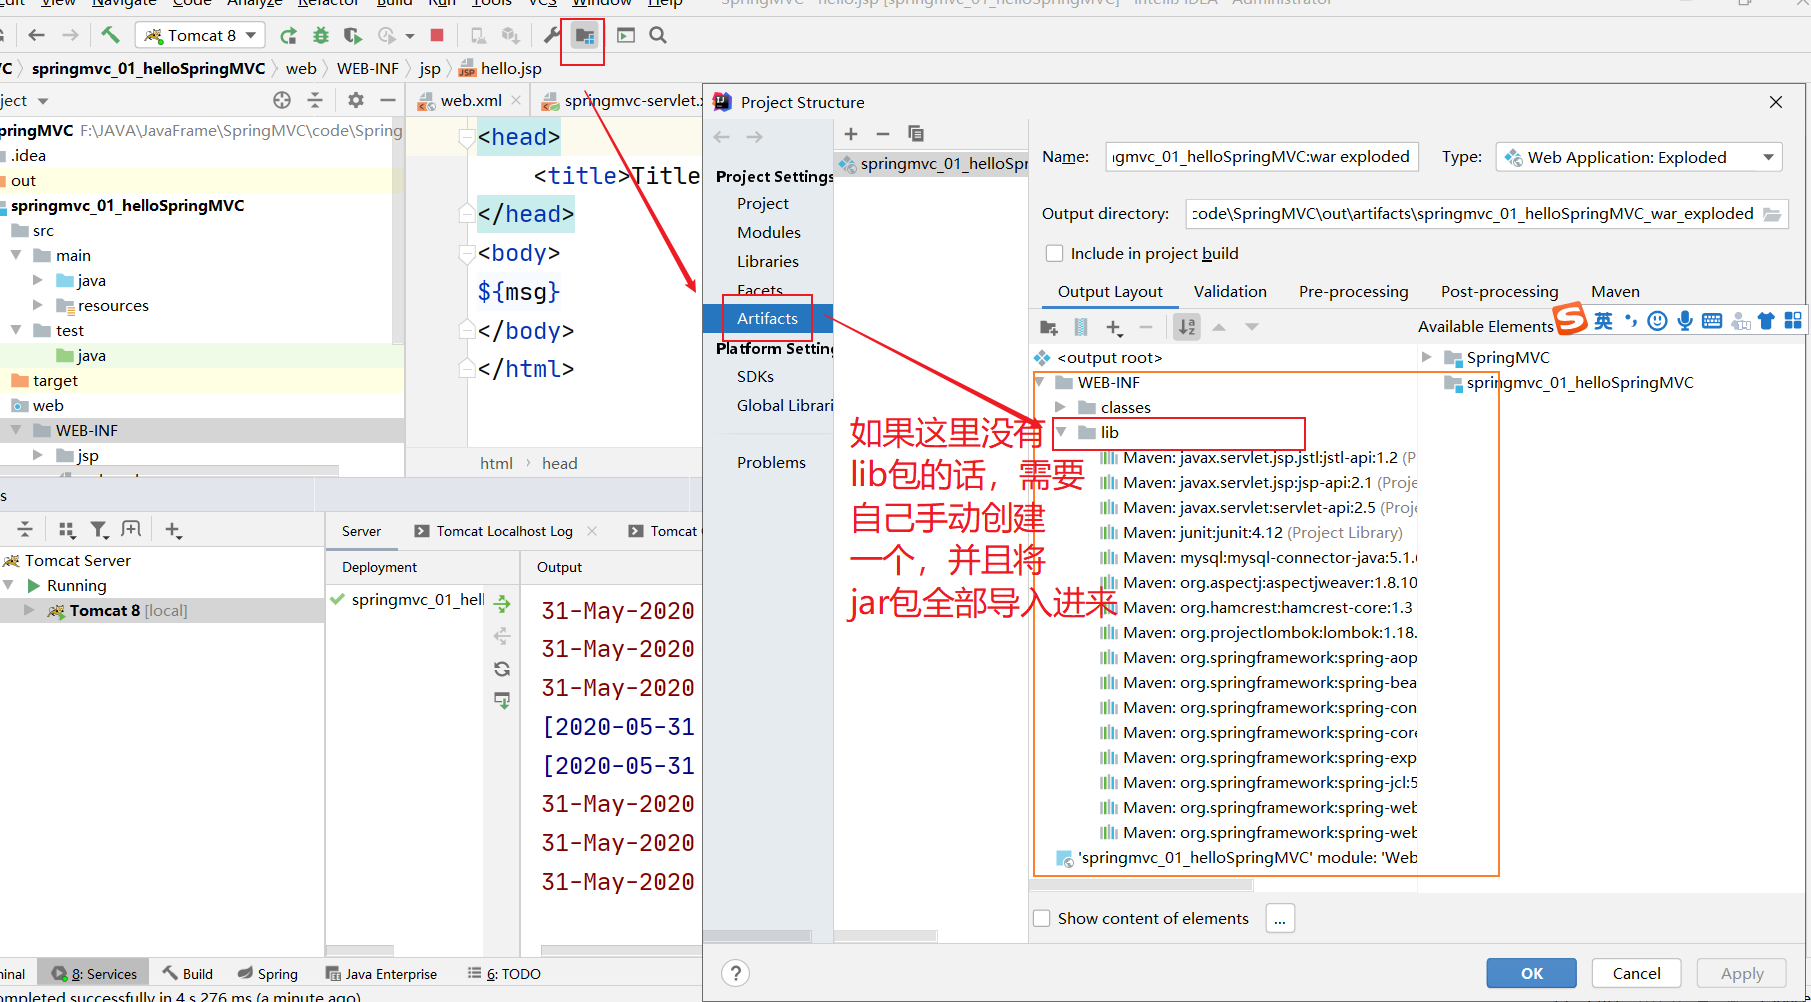 Edit View Navigate Code Analyze Refactor Build Run Tools VCS Window Help SpringMVC - hello.jsp [springmvc_01_helloSpringMVC] - IntelliJ IDEA - Administrator
Tomcat 8
VC springmvc_01_helloSpringMVC web WEB-INF jsp hello.jsp
ject
pringMVC F:\JAVA\JavaFrame\SpringMVC\code\Spring
.idea
out
springmvc_01_helloSpringMVC
src
main
java
resources
test
java
target
web
WEB-INF
jsp
web.xml
springmvc-servlet.x
<head>
<title>Title
</head>
<body>
${msg}
</body>
</html>
html > head
Project Structure
Project Settings
Project
Modules
Libraries
Facets
Artifacts
Platform Setting
SDKs
Global Librari
Problems
springmvc_01_helloSpr
Name: gmvc_01_helloSpringMVC:war exploded Type: Web Application: Exploded
Output directory: code\SpringMVC\out\artifacts\springmvc_01_helloSpringMVC_war_exploded
Include in project build
Output Layout Validation Pre-processing Post-processing Maven
Available Elements
英
<output root>
WEB-INF
classes
lib
Maven: javax.servlet.jsp.jstl:jstl-api:1.2 (P
Maven: javax.servlet.jsp:jsp-api:2.1 (Proje
Maven: javax.servlet:servlet-api:2.5 (Proj
Maven: junit:junit:4.12 (Project Library)
Maven: mysql:mysql-connector-java:5.1.
Maven: org.aspectj:aspectjweaver:1.8.10
Maven: org.hamcrest:hamcrest-core:1.3
Maven: org.projectlombok:lombok:1.18.
Maven: org.springframework:spring-aop
Maven: org.springframework:spring-bea
Maven: org.springframework:spring-con
Maven: org.springframework:spring-core
Maven: org.springframework:spring-exp
Maven: org.springframework:spring-jcl:5
Maven: org.springframework:spring-web
Maven: org.springframework:spring-web
'springmvc_01_helloSpringMVC' module: 'Web
SpringMVC
springmvc_01_helloSpringMVC
如果这里没有
lib包的话，需要
自己手动创建
一个，并且将
jar包全部导入进来
Show content of elements ...
? OK Cancel Apply
s
Tomcat Server
Running
Tomcat 8 [local]
Server Tomcat Localhost Log Tomcat
Deployment Output
springmvc_01_hell
31-May-2020
31-May-2020
31-May-2020
[2020-05-31
[2020-05-31
31-May-2020
31-May-2020
31-May-2020
minal 8: Services Build Spring Java Enterprise 6: TODO
ompleted successfully in 4 s 276 ms (a minute ago)